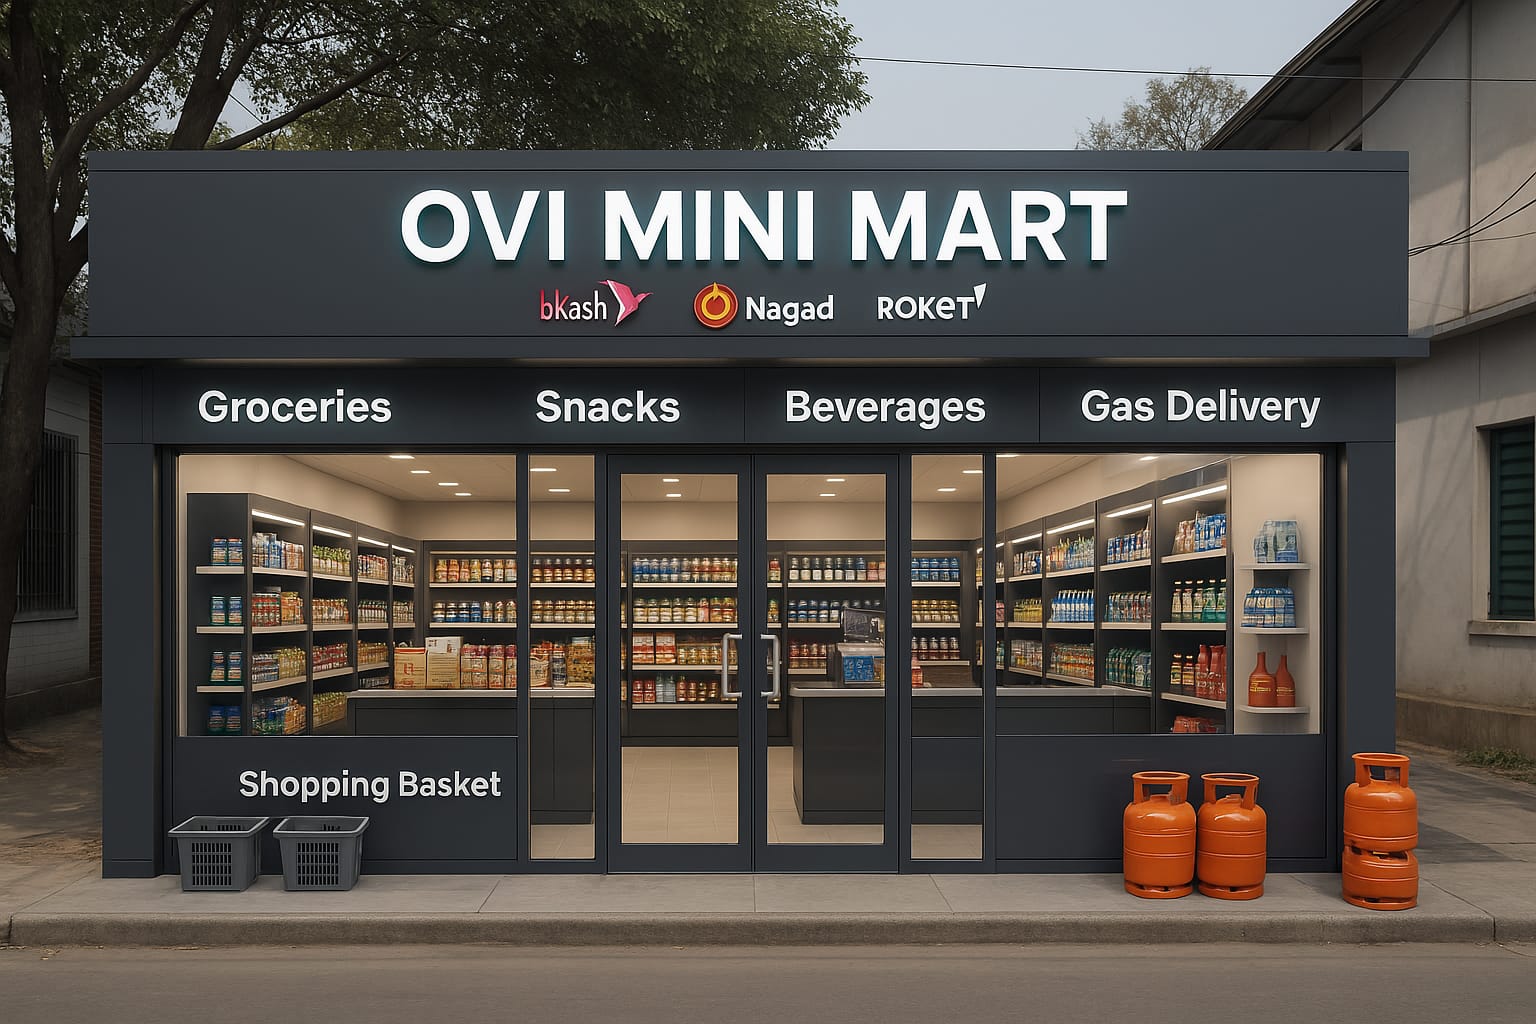 OVI MINI MART
bKash Nagad ROKET
Groceries Snacks Beverages Gas Delivery
Shopping Basket